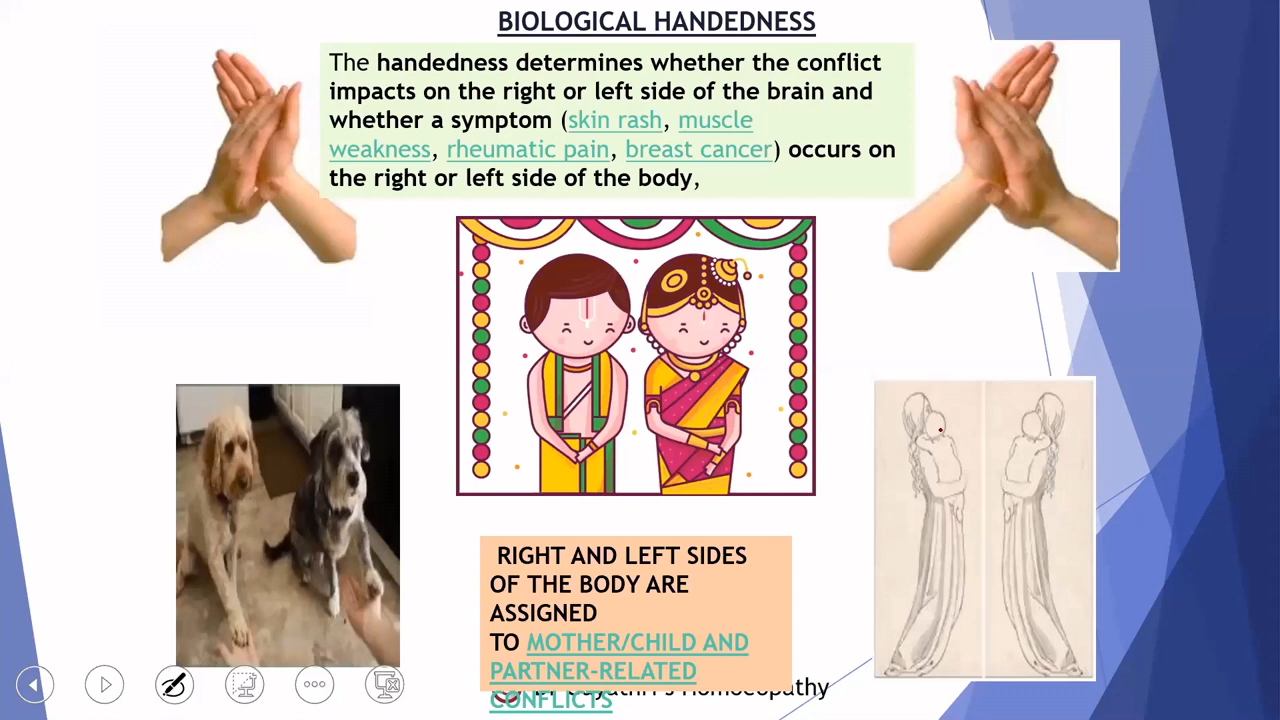 BIOLOGICAL HANDEDNESS
The handedness determines whether the conflict
impacts on the right or left side of the brain and
whether a symptom (skin rash, muscle
weakness, rheumatic pain, breast cancer) occurs on
the right or left side of the body,
RIGHT AND LEFT SIDES
OF THE BODY ARE
ASSIGNED
TO MOTHER/CHILD AND
PARTNER-RELATED
CONFLICTS
Homoeopathy